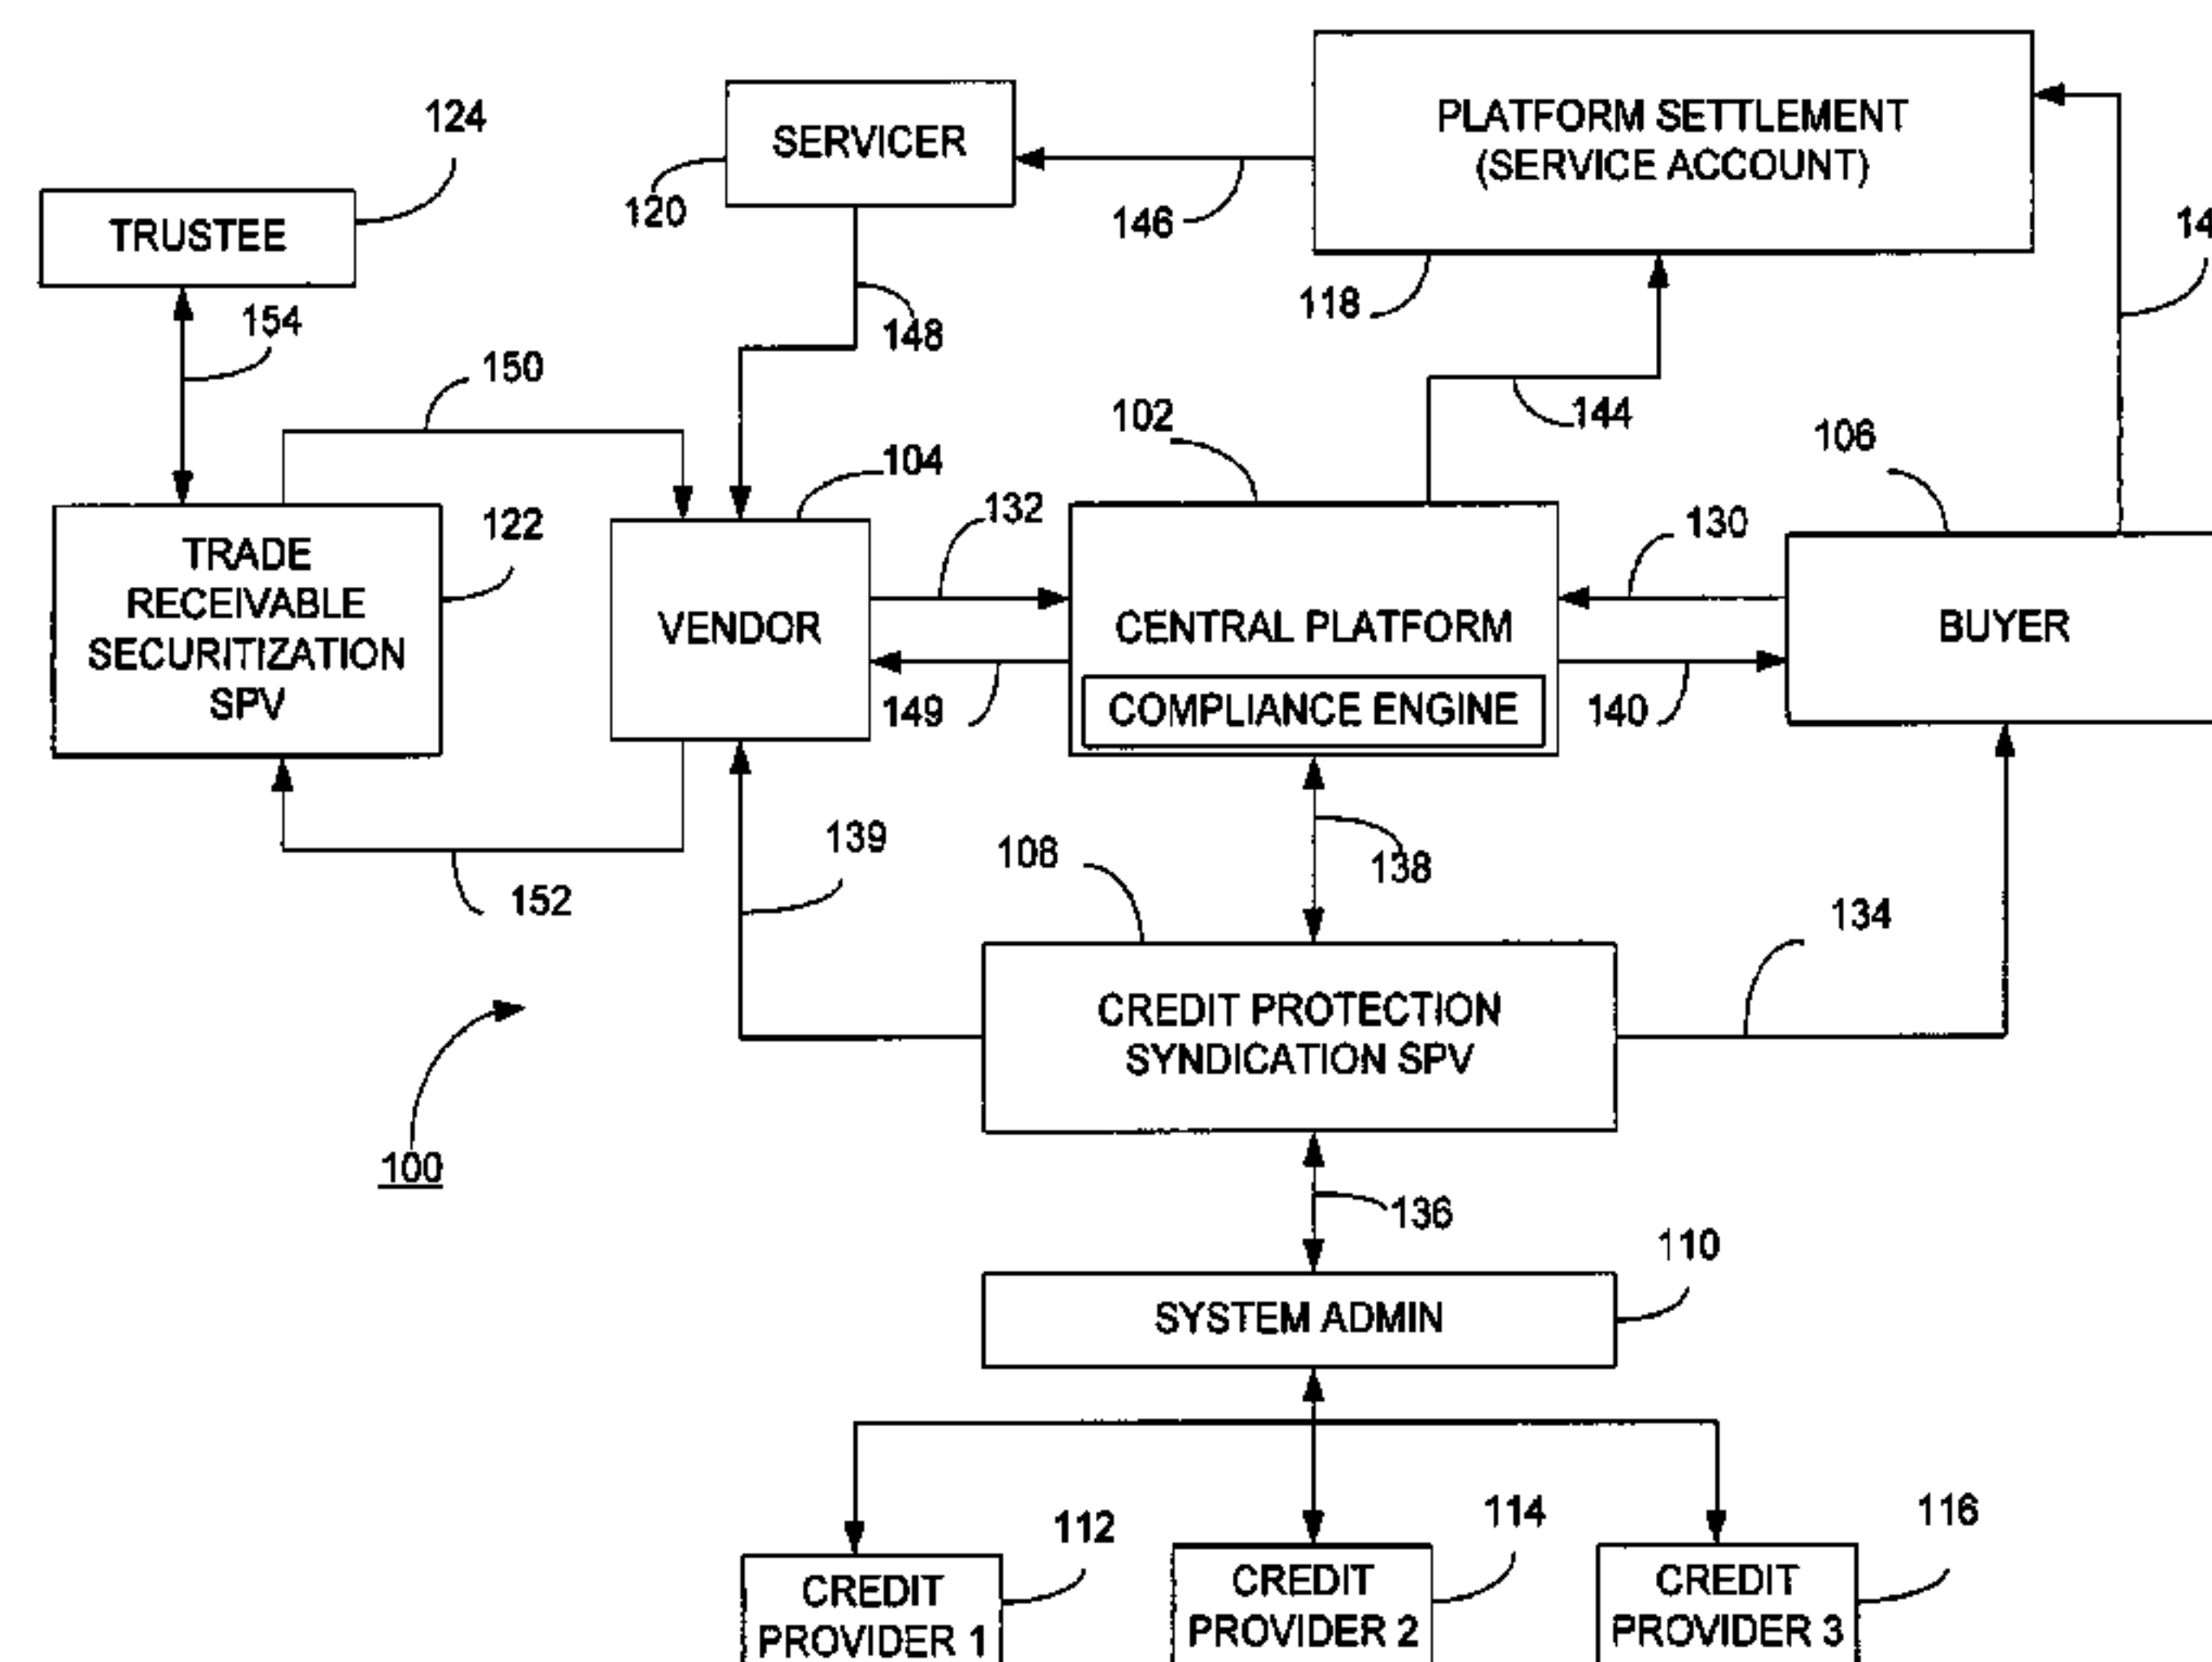 PLATFORM SETTLEMENT
(SERVICE ACCOUNT)
118
SERVICER
120
146
124
TRUSTEE
154
148
150
144
102
106
104
132
130
122
TRADE
RECEIVABLE
SECURITIZATION
SPV
VENDOR
CENTRAL PLATFORM
COMPLIANCE ENGINE
BUYER
149
140
139
138
108
152
134
CREDIT PROTECTION
SYNDICATION SPV
100
136
110
SYSTEM ADMIN
112
114
116
CREDIT
PROVIDER 1
CREDIT
PROVIDER 2
CREDIT
PROVIDER 3